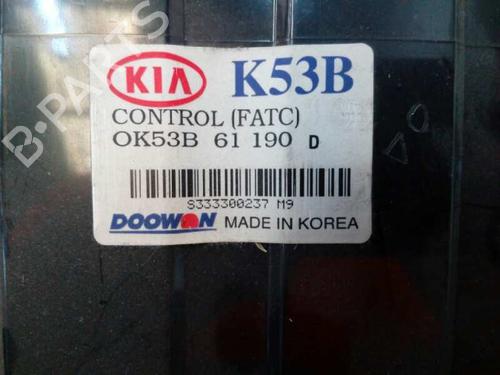 B-PARTS
KIA K53B
CONTROL (FATC)
OK53B 61 190 D
S333300237 M9
DOOWON MADE IN KOREA